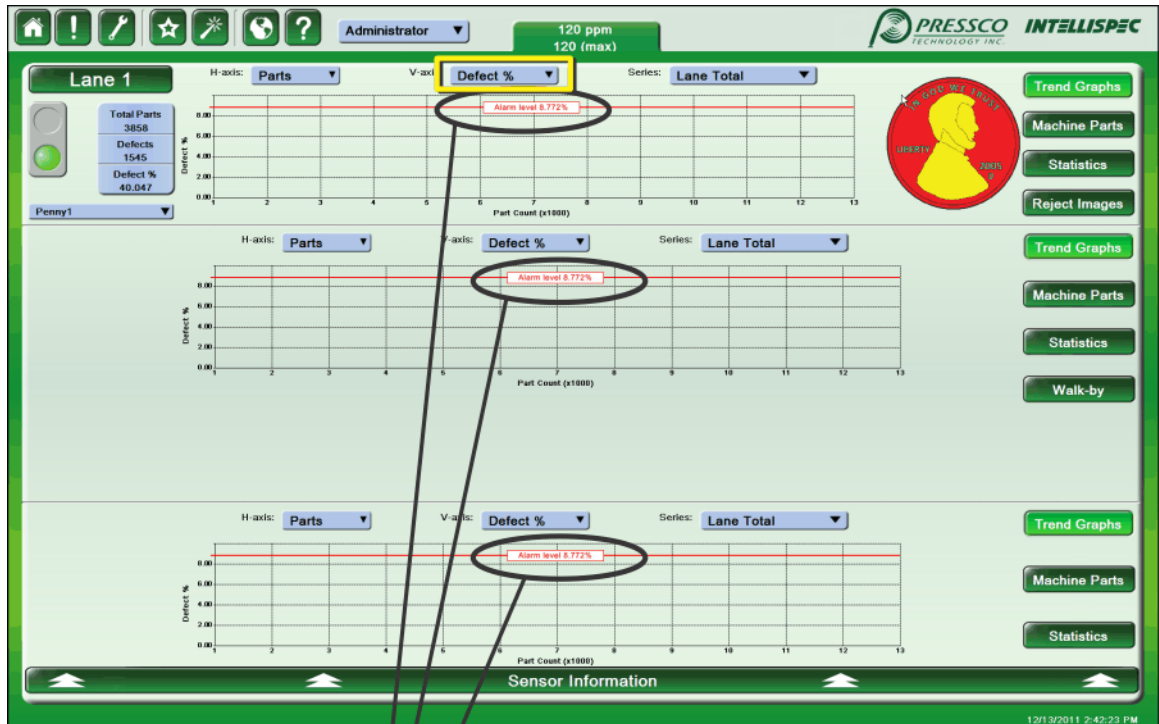 Administrator
120 ppm
120 (max)
PRESSCO
TECHNOLOGY INC.
INTELLISPEC
Lane 1
H-axis: Parts
V-axi Defect %
Series: Lane Total
Trend Graphs
Machine Parts
Statistics
Reject Images
Total Parts
3858
Defects
1545
Defect %
40.047
Penny1
Alarm level 8.772%
Defect %
8.00
6.00
4.00
2.00
0.00
1 2 3 4 5 6 7 8 9 10 11 12 13
Part Count (x1000)
IN GOD WE TRUST
LIBERTY
2005
H-axis: Parts
-axis: Defect %
Series: Lane Total
Trend Graphs
Machine Parts
Statistics
Walk-by
Alarm level 8.772%
Defect %
8.00
6.00
4.00
2.00
0.00
1 2 3 4 5 6 7 8 9 10 11 12 13
Part Count (x1000)
H-axis: Parts
V-axis: Defect %
Series: Lane Total
Trend Graphs
Machine Parts
Statistics
Alarm level 8.772%
Defect %
8.00
6.00
4.00
2.00
0.00
1 2 3 4 5 6 7 8 9 10 11 12 13
Part Count (x1000)
Sensor Information
12/13/2011 2:42:23 PM